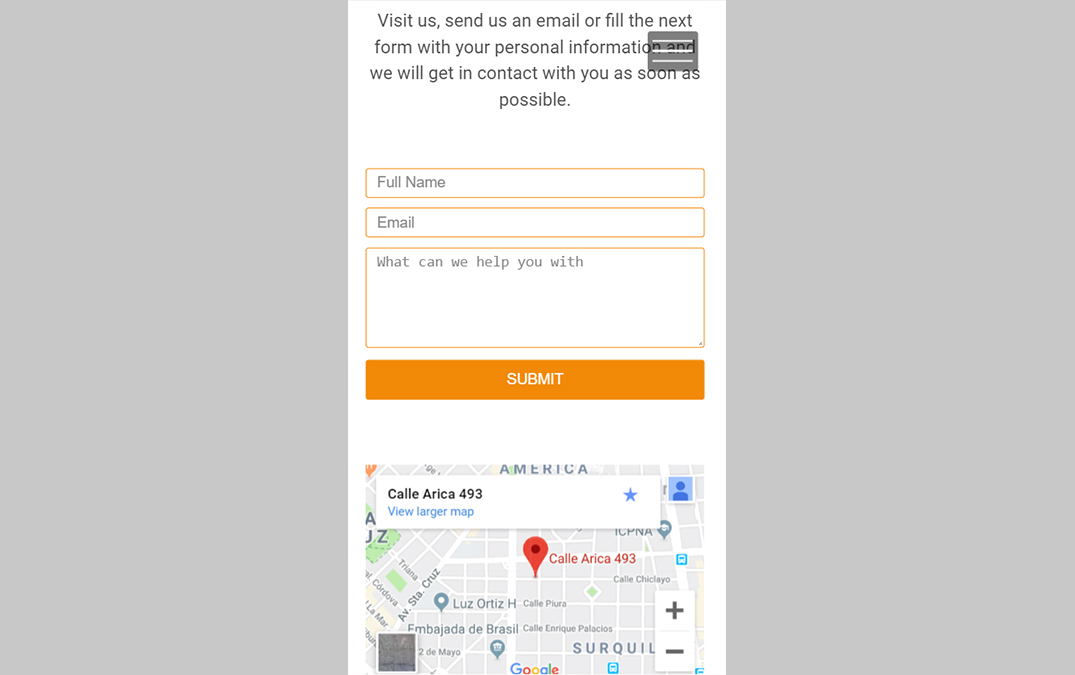 Visit us, send us an email or fill the next
form with your personal information and
we will get in contact with you as soon as
possible.
Full Name
Email
What can we help you with
SUBMIT
AMERICA
Calle Arica 493
View larger map
ICPNA
Calle Arica 493
Triana
Calle Chiclayo
Córdova
Av. Sta. Cruz
Luz Ortiz H
Calle Piura
La Mar
Embajada de Brasil
Calle Enrique Palacios
2 de Mayo
SURQUIL
Google